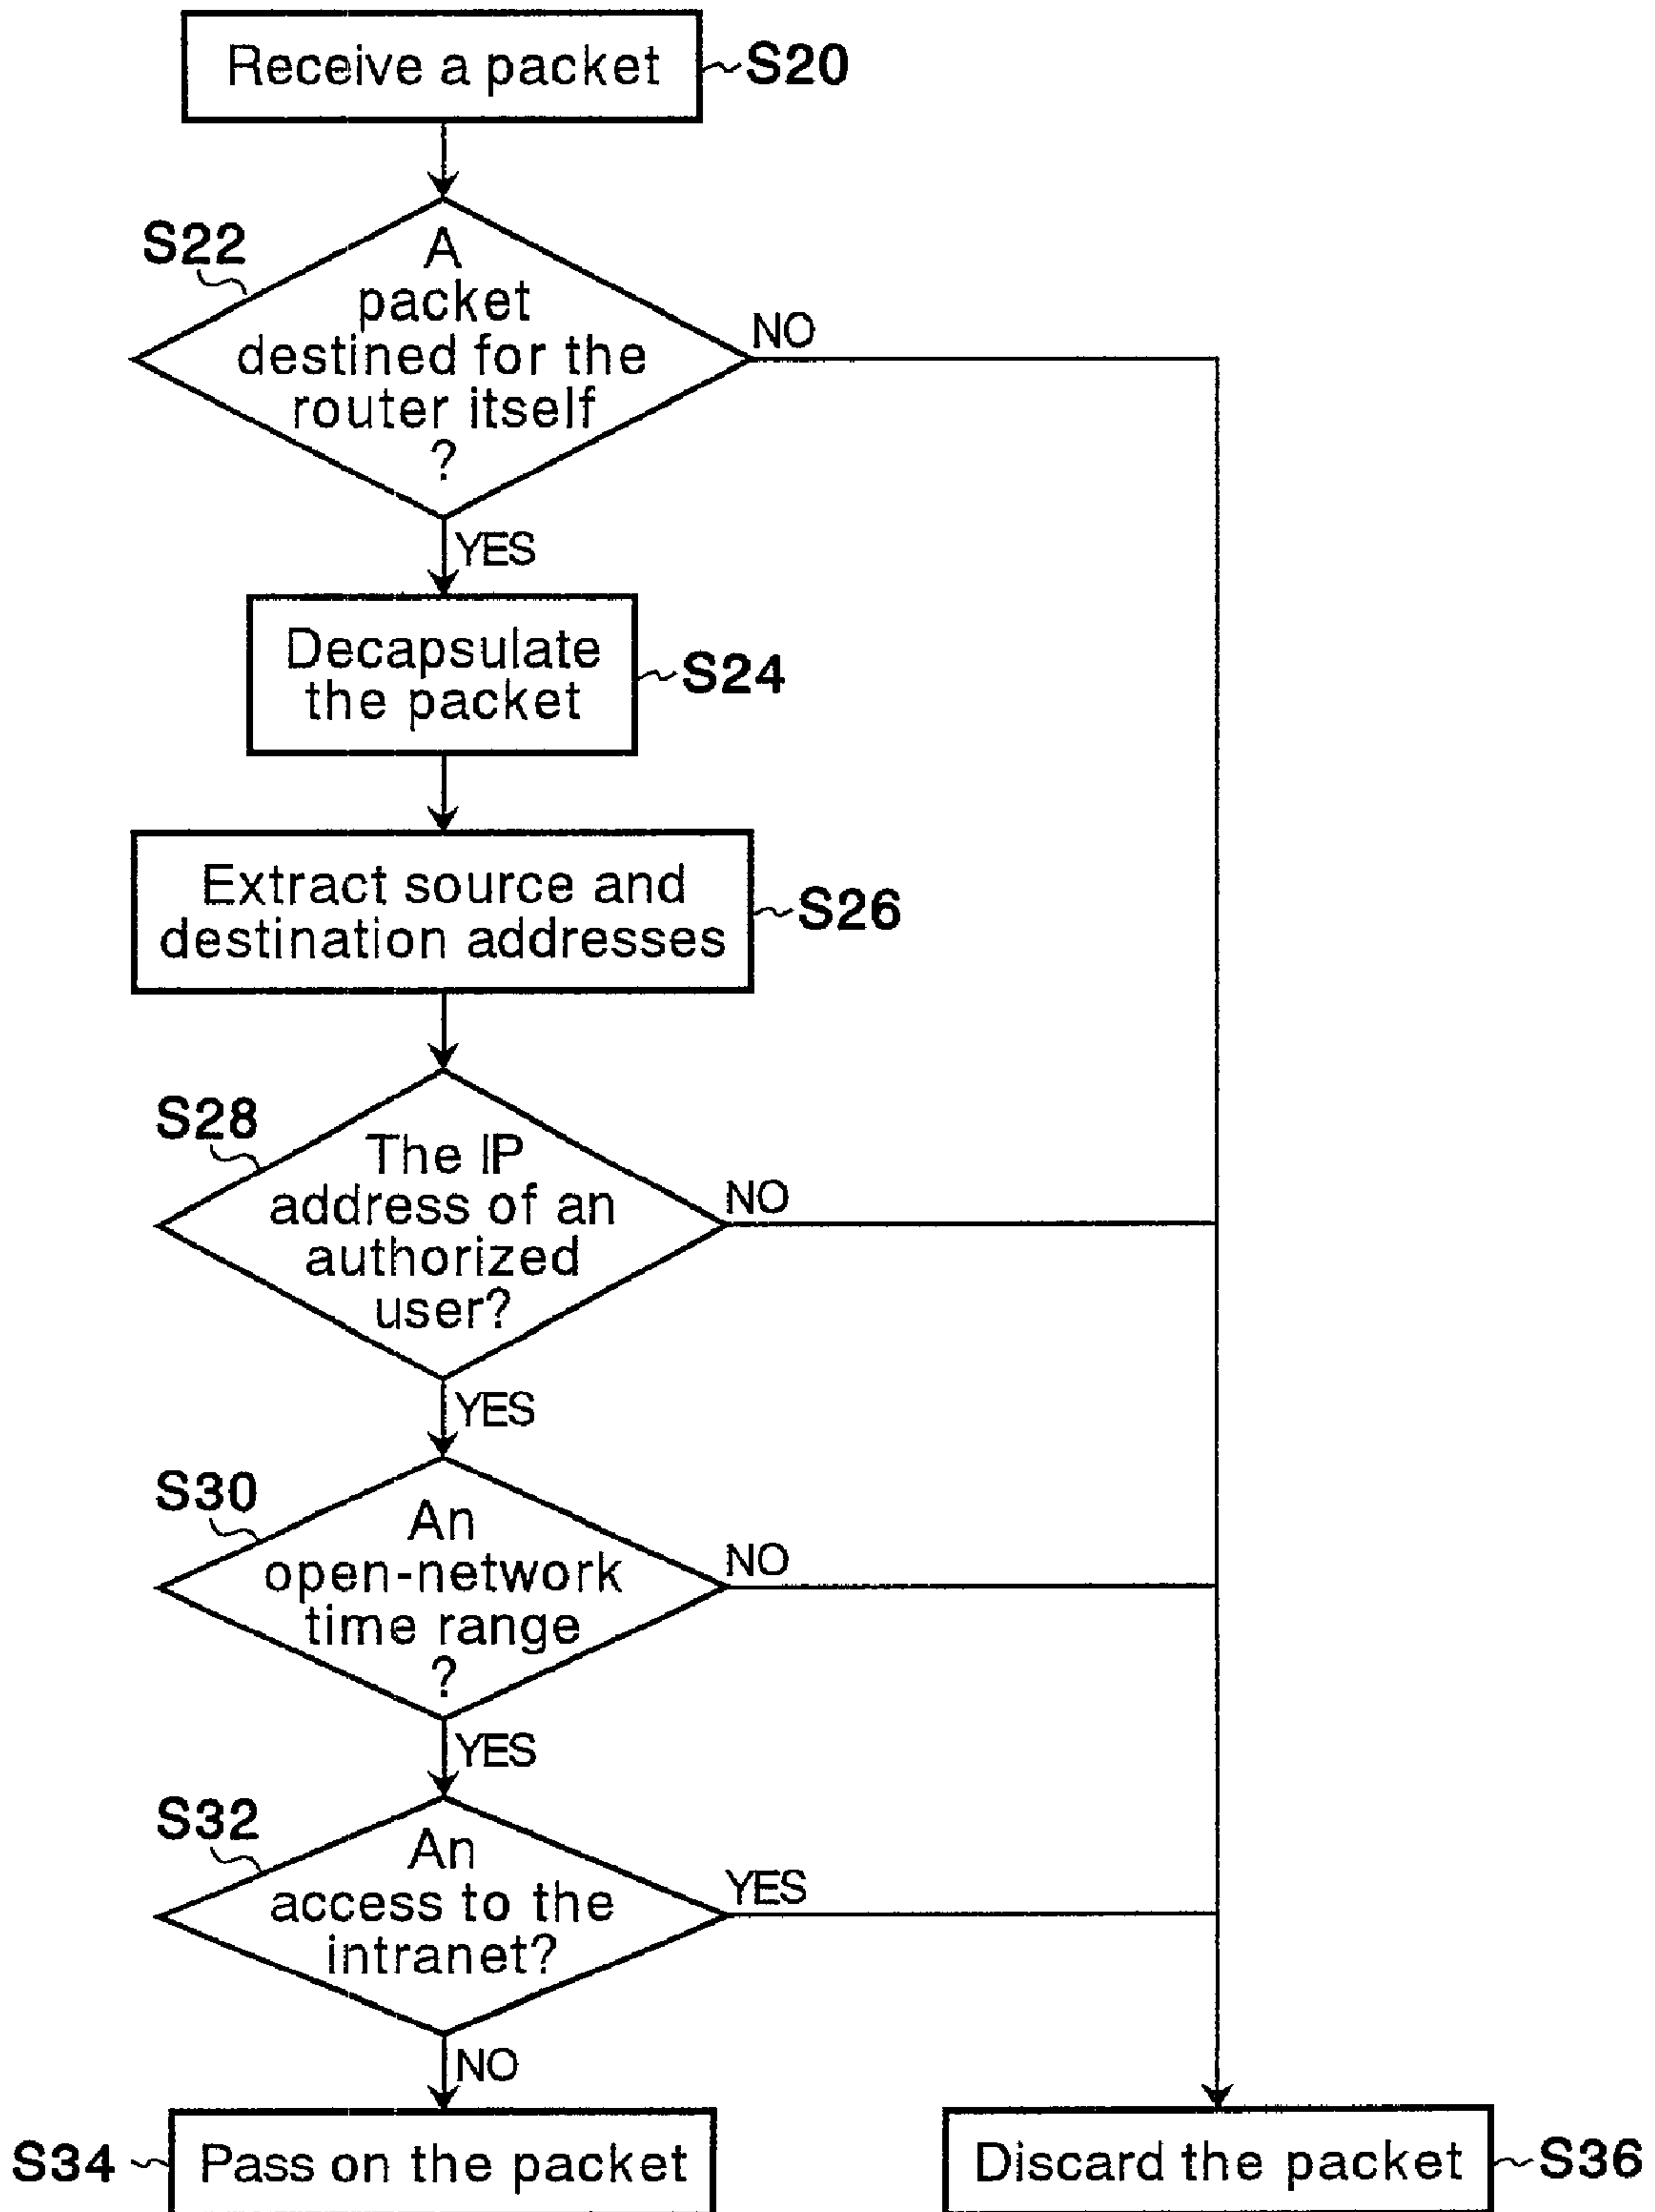 Receive a packet
S20
S22
A
packet
destined for the
router itself
?
NO
YES
Decapsulate
the packet
S24
Extract source and
destination addresses
S26
S28
The IP
address of an
authorized
user?
NO
YES
S30
An
open-network
time range
?
NO
YES
S32
An
access to the
intranet?
YES
NO
S34
Pass on the packet
Discard the packet
S36